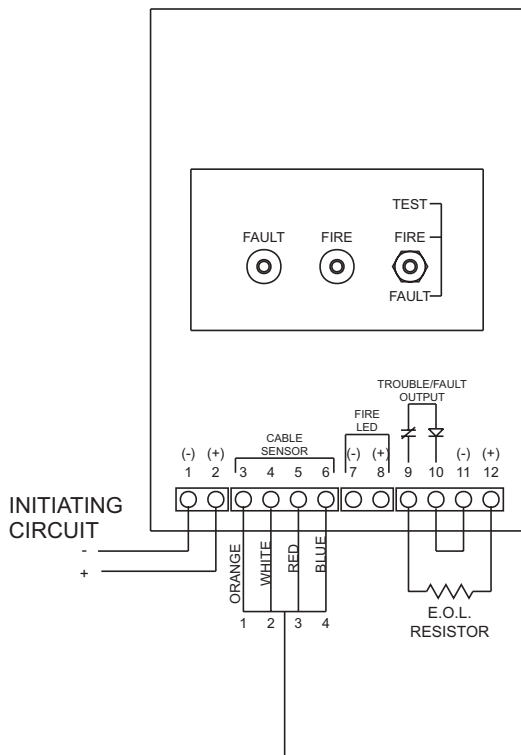 TEST
FAULT FIRE FIRE
FAULT
TROUBLE/FAULT
OUTPUT
FIRE
LED
CABLE
SENSOR
(-) (+) (-) (+) (-) (+)
1 2 3 4 5 6 7 8 9 10 11 12
INITIATING
CIRCUIT
-
+
ORANGE
WHITE
RED
BLUE
1 2 3 4
E.O.L.
RESISTOR